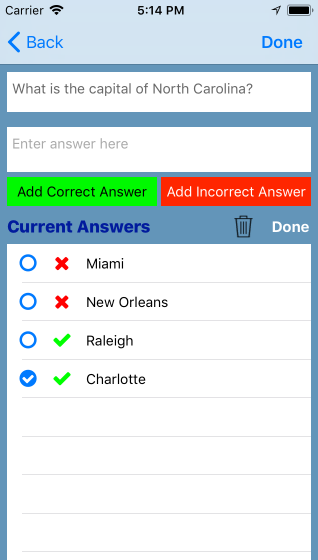 Carrier 5:14 PM
Back Done
What is the capital of North Carolina?
Enter answer here
Add Correct Answer Add Incorrect Answer
Current Answers Done
Miami
New Orleans
Raleigh
Charlotte